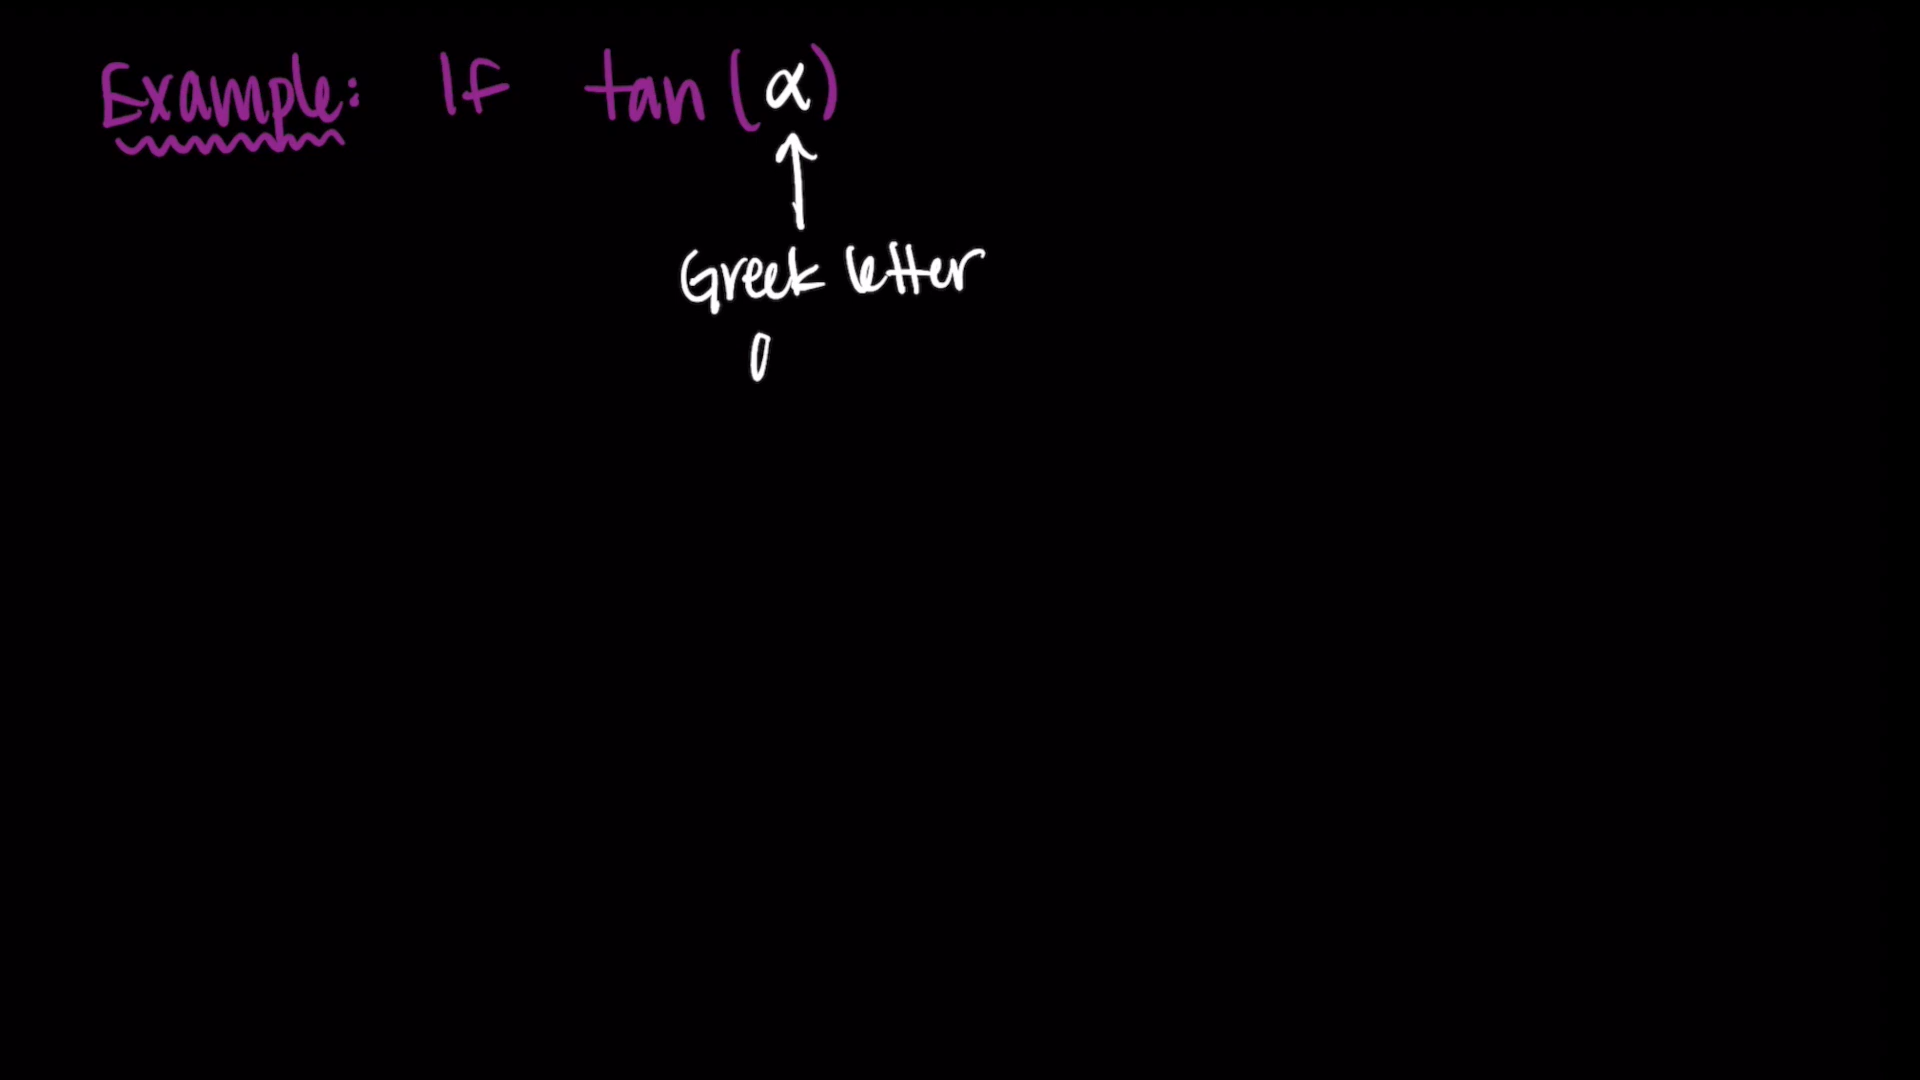 Example: If tan(α)
↑
Greek letter